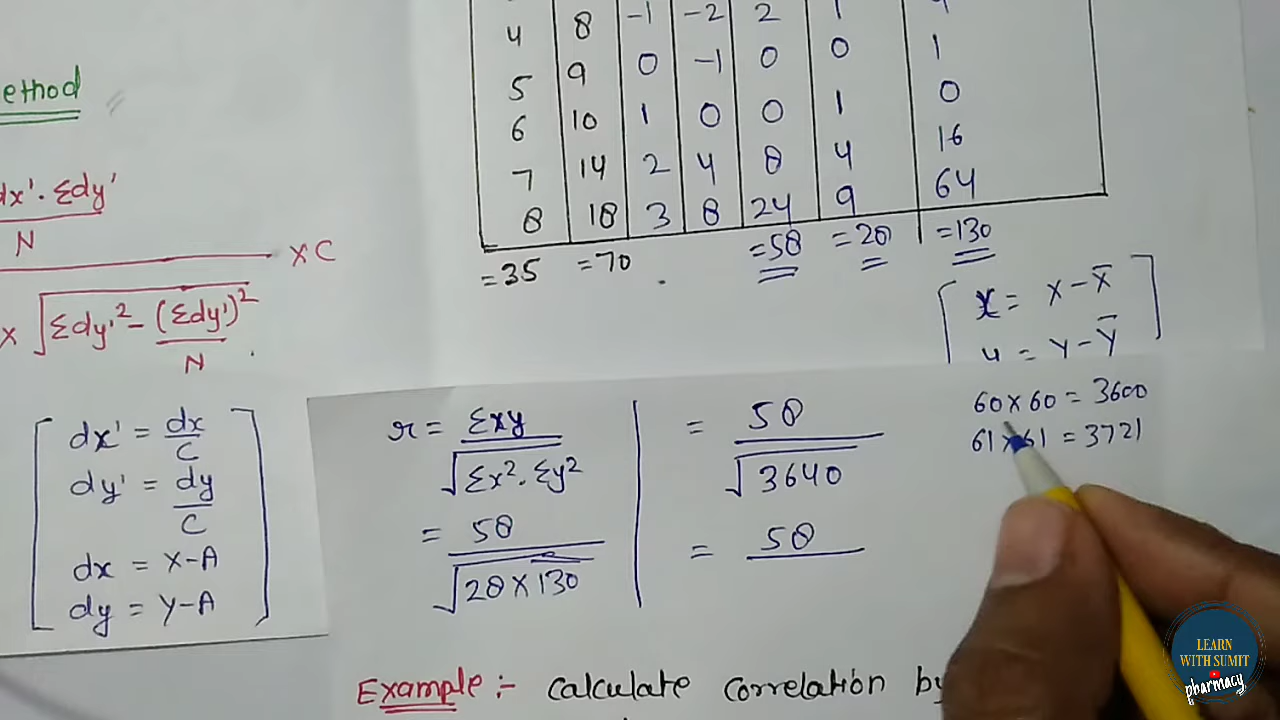 4 8 -1 -2 2 1
5 9 0 -1 0 0 1
6 10 1 0 0 1 0
7 14 2 4 8 4 16
8 18 3 8 24 9 64
=35 =70 =58 =28 =130
ethod
dx'. Σdy'
N
× C
× √Σdy'² - (Σdy')²
N
x = X - X̅
y = Y - Y̅
dx' = dx
C
dy' = dy
C
dx = X-A
dy = Y-A
r = Σxy
√Σx². Σy²
= 58
√28 × 130
= 58
√3640
= 58
60 × 60 = 3600
61 × 61 = 3721
Example :- Calculate correlation by
LEARN
WITH SUMIT
pharmacy